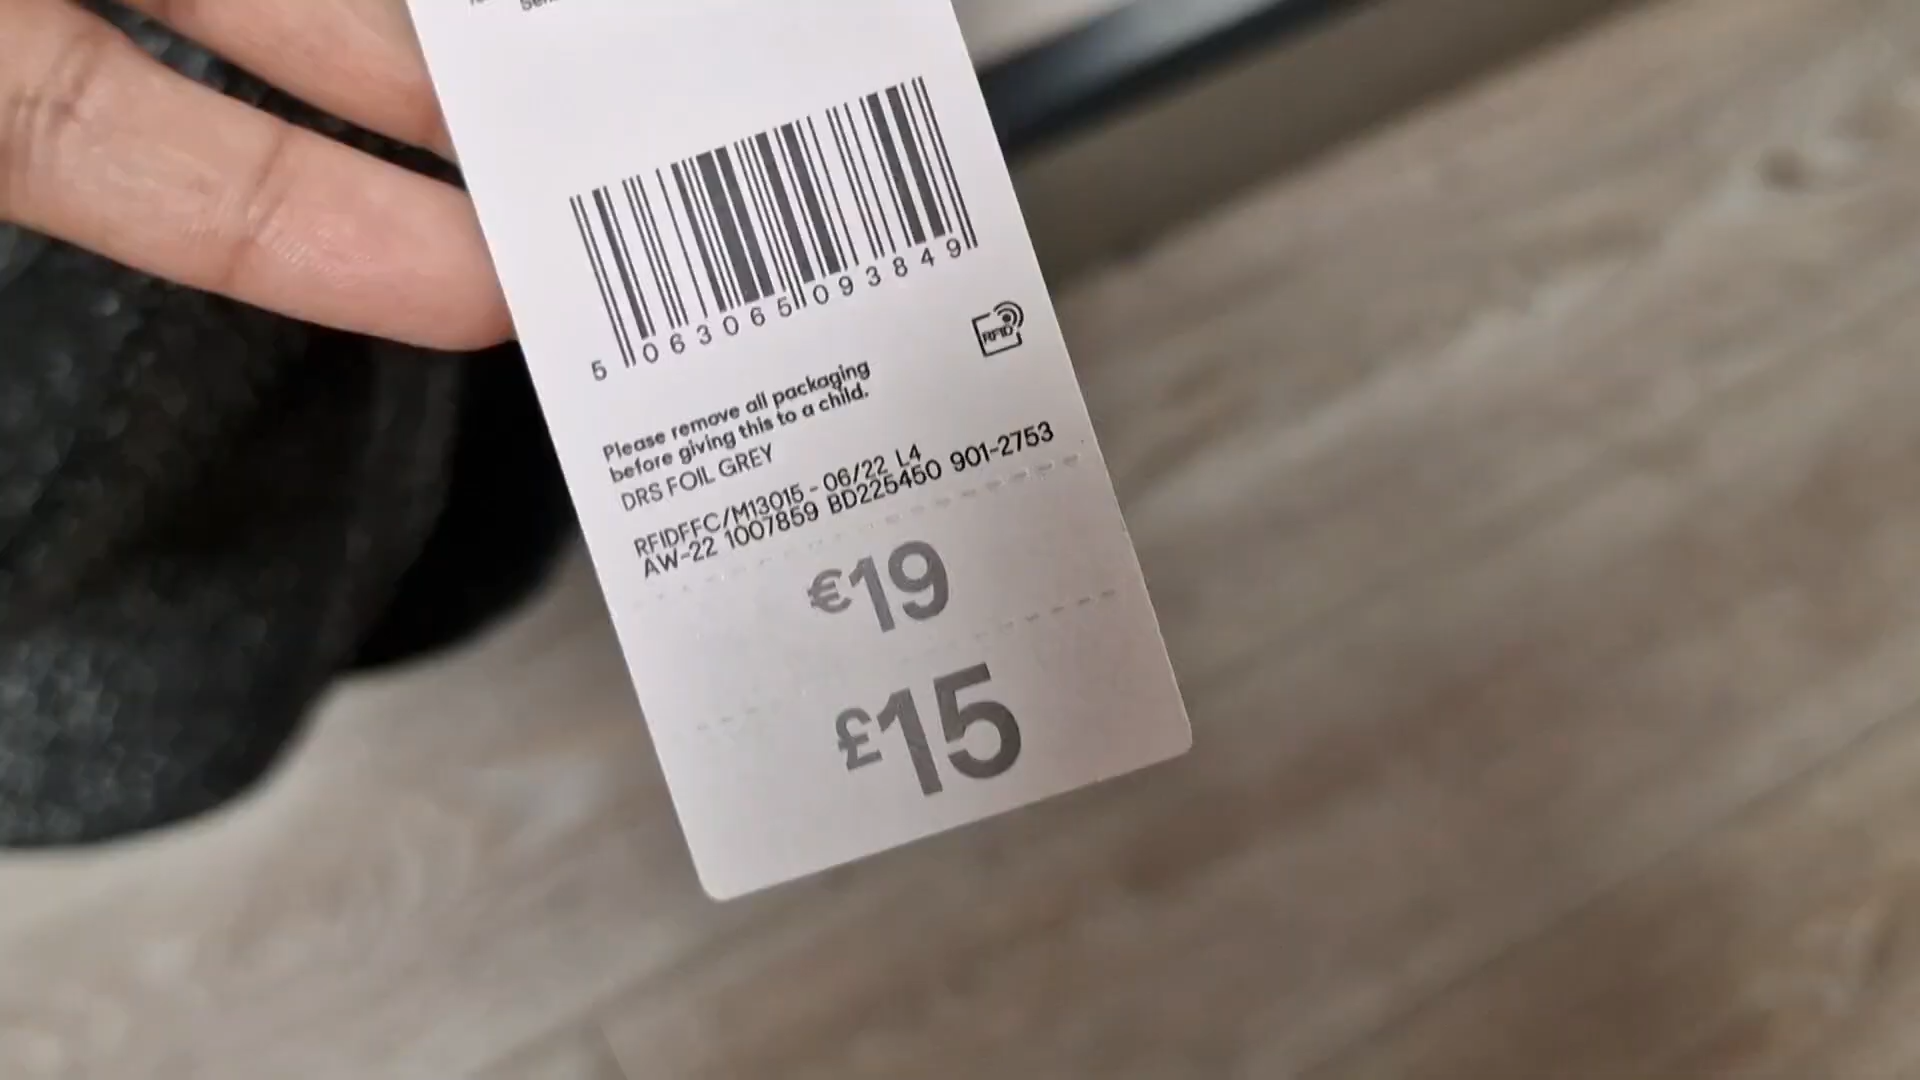 5 063065 093849
RFID
Please remove all packaging
before giving this to a child.
DRS FOIL GREY
RFIDFFC/M13015 - 06/22 L4
AW-22 1007859 BD225450 901-2753
€19
£15